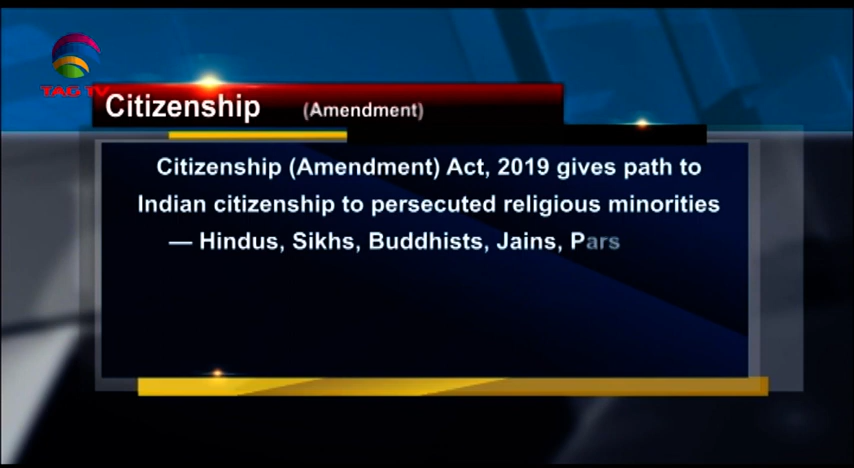 TAG TV
Citizenship (Amendment)
Citizenship (Amendment) Act, 2019 gives path to
Indian citizenship to persecuted religious minorities
— Hindus, Sikhs, Buddhists, Jains, Pars